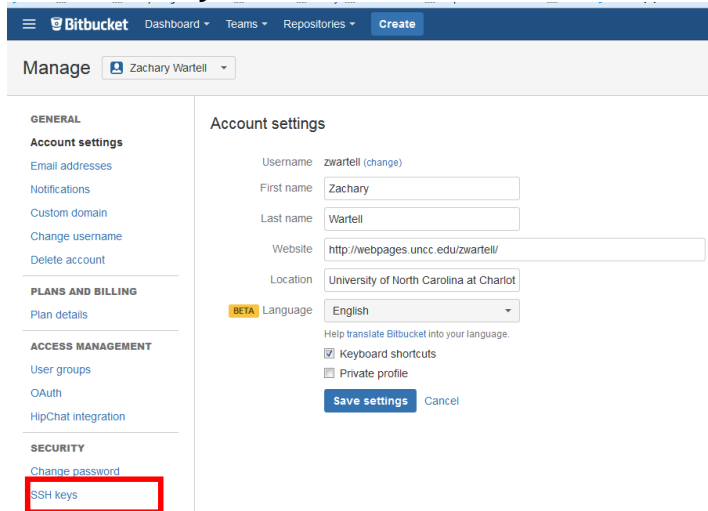 Bitbucket Dashboard Teams Repositories Create
Manage Zachary Wartell
GENERAL
Account settings
Email addresses
Notifications
Custom domain
Change username
Delete account
PLANS AND BILLING
Plan details
ACCESS MANAGEMENT
User groups
OAuth
HipChat integration
SECURITY
Change password
SSH keys
Account settings
Username zwartell (change)
First name Zachary
Last name Wartell
Website http://webpages.uncc.edu/zwartell/
Location University of North Carolina at Charlot
BETA Language English
Help translate Bitbucket into your language.
Keyboard shortcuts
Private profile
Save settings Cancel